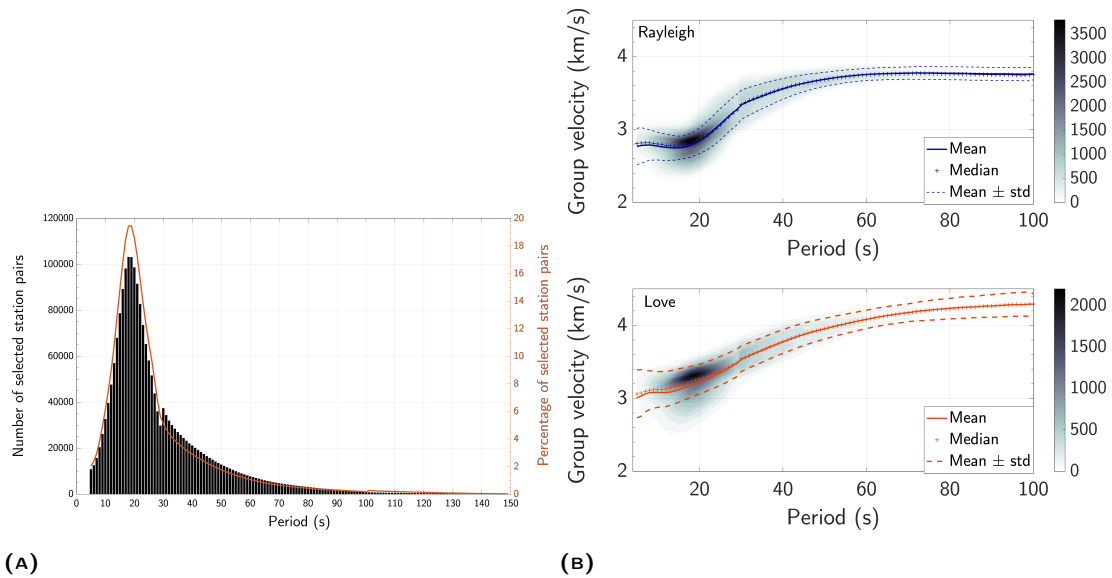 120000
100000
80000
60000
40000
20000
0
Number of selected station pairs
20
18
16
14
12
10
8
6
4
2
0
Percentage of selected station pairs
0 10 20 30 40 50 60 70 80 90 100 110 120 130 140 150
Period (s)
(A)
Rayleigh
4
3
2
Group velocity (km/s)
20 40 60 80 100
Period (s)
Mean
Median
Mean ± std
3500
3000
2500
2000
1500
1000
500
0
Love
4
3
2
Group velocity (km/s)
20 40 60 80 100
Period (s)
Mean
Median
Mean ± std
2000
1500
1000
500
0
(B)